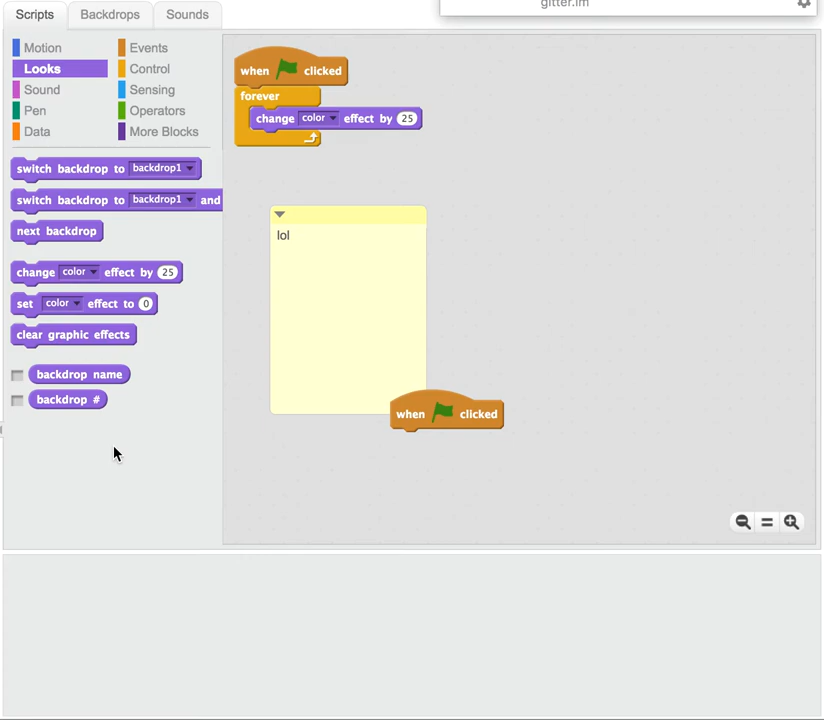 gitter.im
Scripts Backdrops Sounds
Motion Events
Looks Control
Sound Sensing
Pen Operators
Data More Blocks
switch backdrop to backdrop1
switch backdrop to backdrop1 and
next backdrop
change color effect by 25
set color effect to 0
clear graphic effects
backdrop name
backdrop #
when clicked
forever
change color effect by 25
lol
when clicked